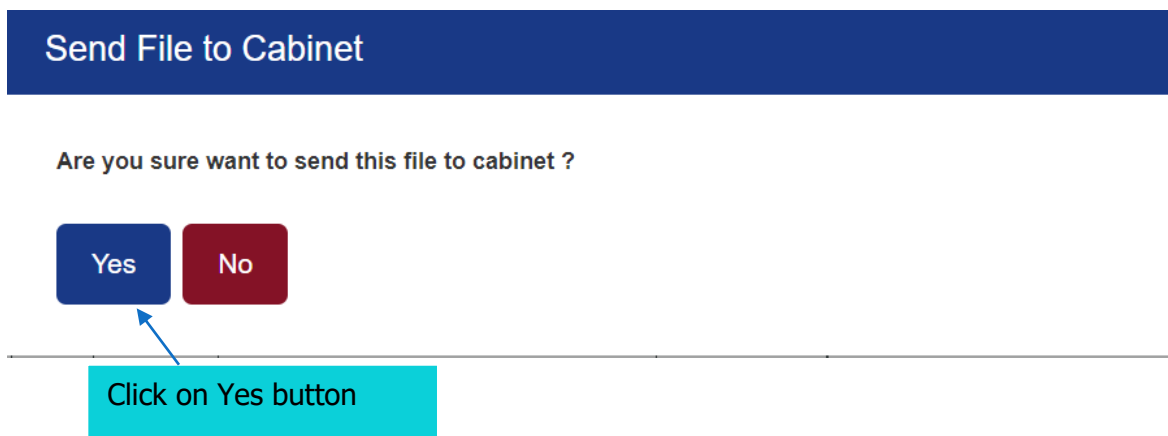 Send File to Cabinet
Are you sure want to send this file to cabinet ?
Yes No
Click on Yes button